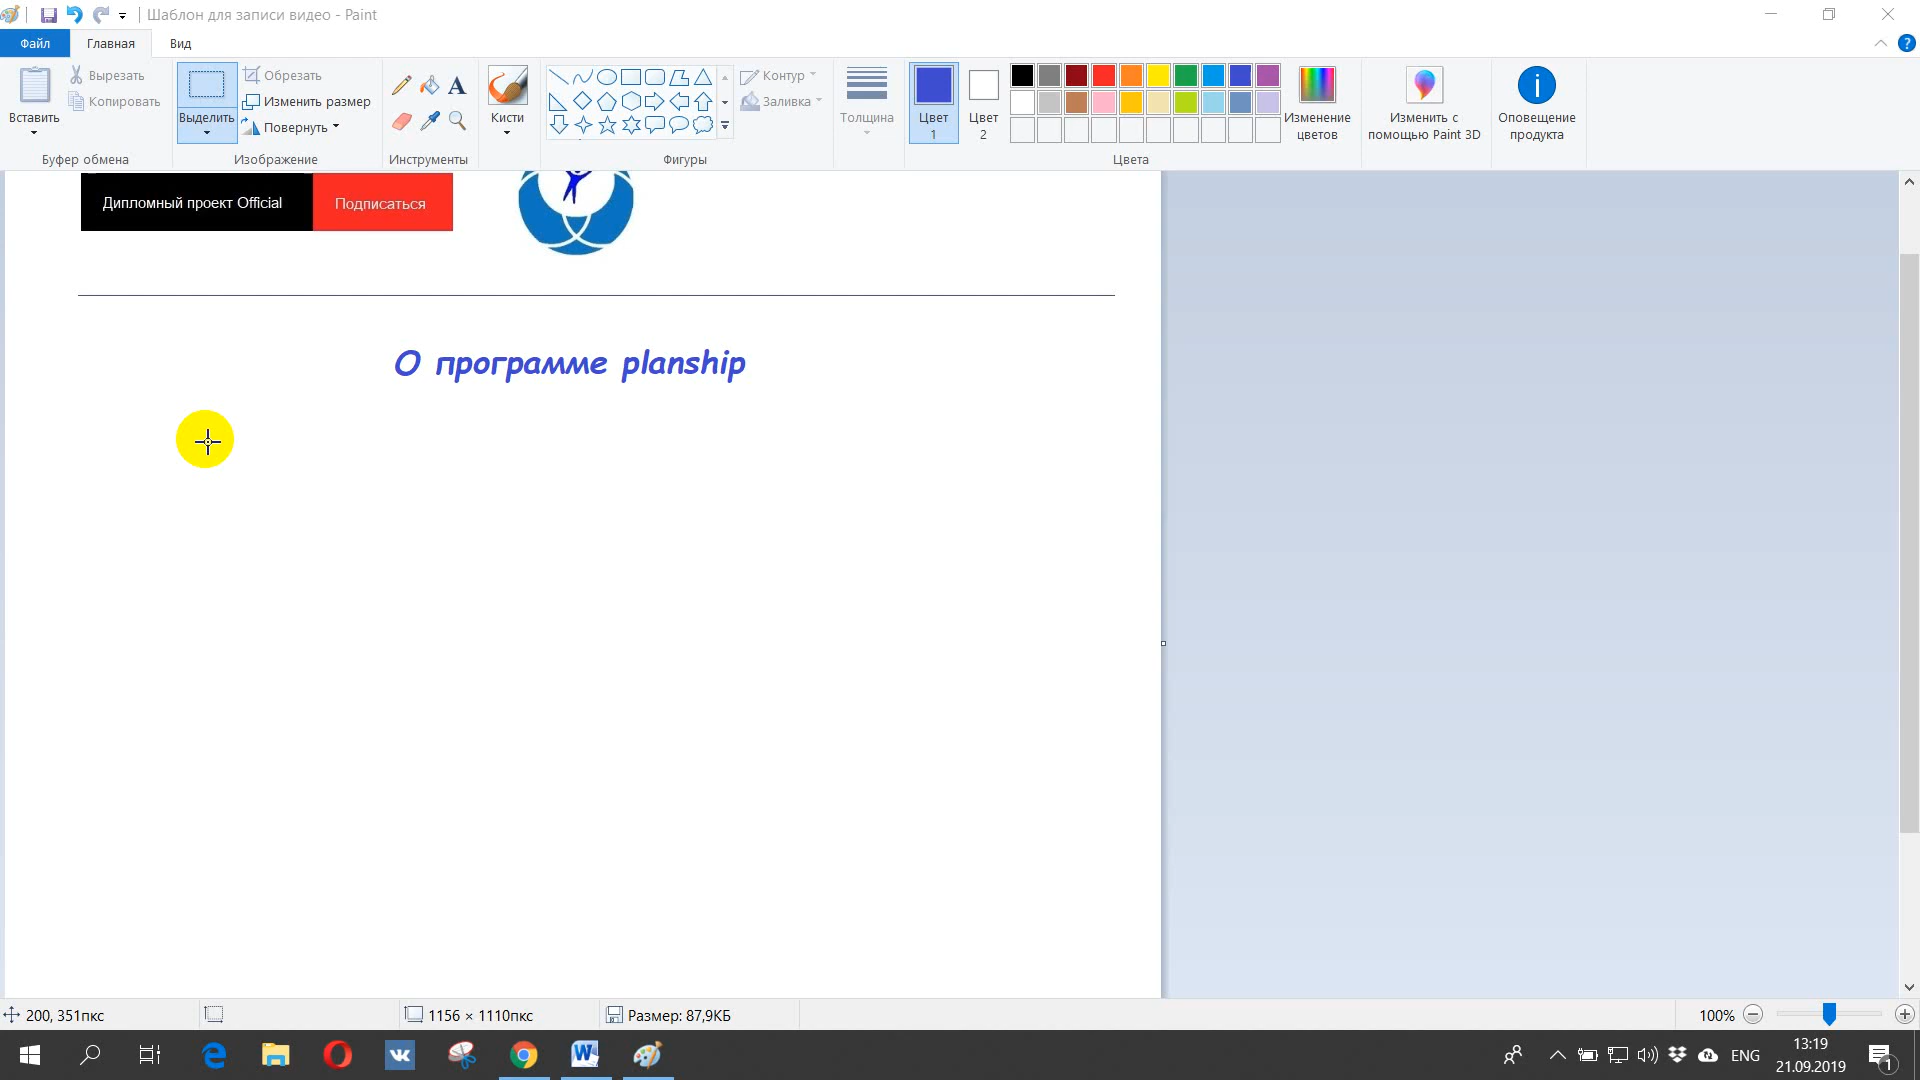 Шаблон для записи видео - Paint
Файл
Главная
Вид
Вставить
Вырезать
Копировать
Буфер обмена
Выделить
Обрезать
Изменить размер
Повернуть
Изображение
A
Инструменты
Кисти
Контур
Заливка
Фигуры
Толщина
Цвет
1
Цвет
2
Изменение
цветов
Цвета
Изменить с
помощью Paint 3D
Оповещение
продукта
Дипломный проект Official
Подписаться
О программе planship
200, 351пкс
1156 × 1110пкс
Размер: 87,9КБ
100%
ENG
13:19
21.09.2019
1